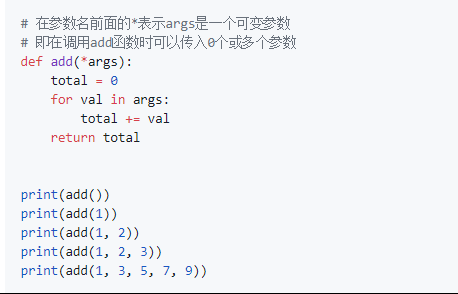 # 在参数名前面的*表示args是一个可变参数
# 即在调用add函数时可以传入0个或多个参数
def add(*args):
    total = 0
    for val in args:
        total += val
    return total
print(add())
print(add(1))
print(add(1, 2))
print(add(1, 2, 3))
print(add(1, 3, 5, 7, 9))